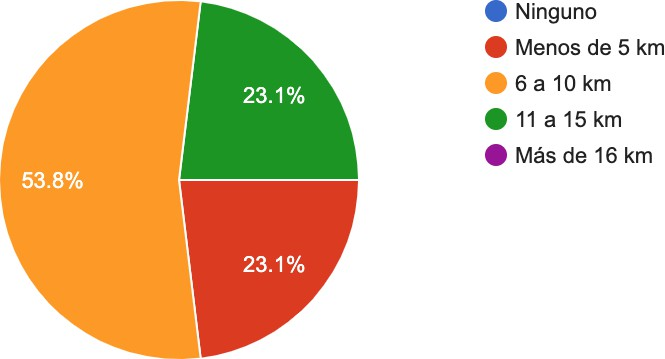 Ninguno
Menos de 5 km
6 a 10 km
11 a 15 km
Más de 16 km
23.1%
53.8%
23.1%